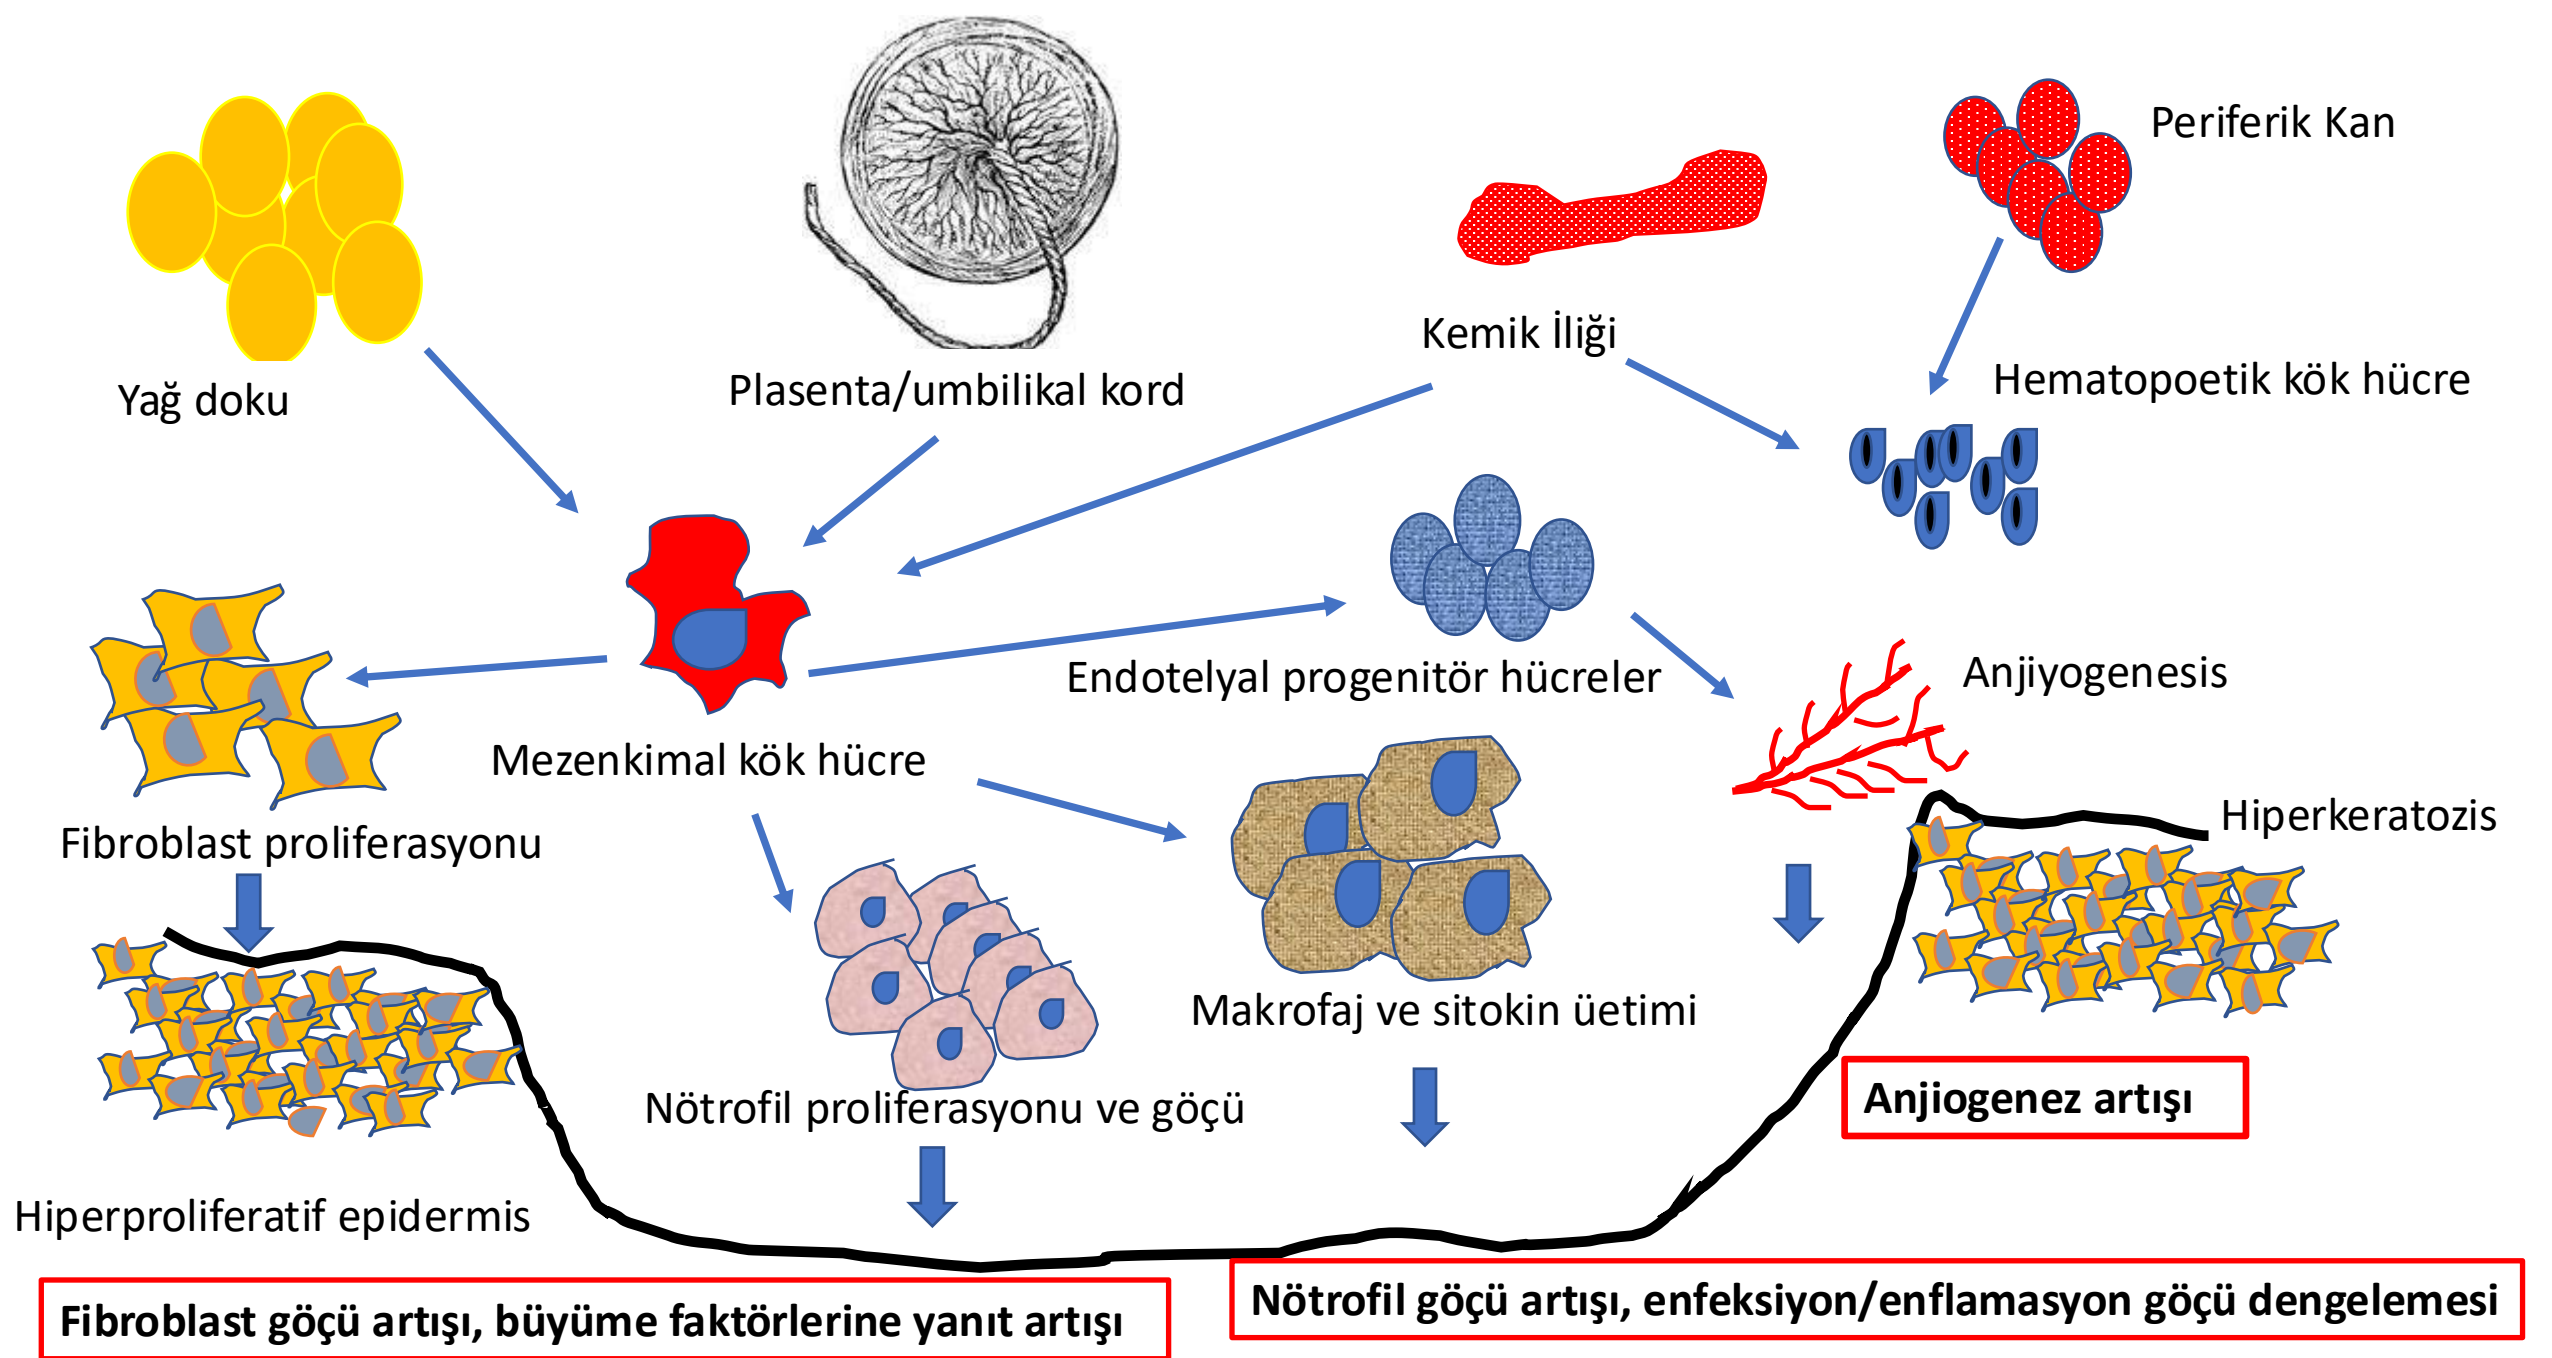 Periferik Kan
Kemik İliği
Hematopoetik kök hücre
Plasenta/umbilikal kord
Yağ doku
Endotelyal progenitör hücreler
Anjiyogenesis
Mezenkimal kök hücre
Fibroblast proliferasyonu
Hiperkeratozis
Makrofaj ve sitokin üetimi
Nötrofil proliferasyonu ve göçü
Anjiogenez artışı
Hiperproliferatif epidermis
Fibroblast göçü artışı, büyüme faktörlerine yanıt artışı
Nötrofil göçü artışı, enfeksiyon/enflamasyon göçü dengelemesi